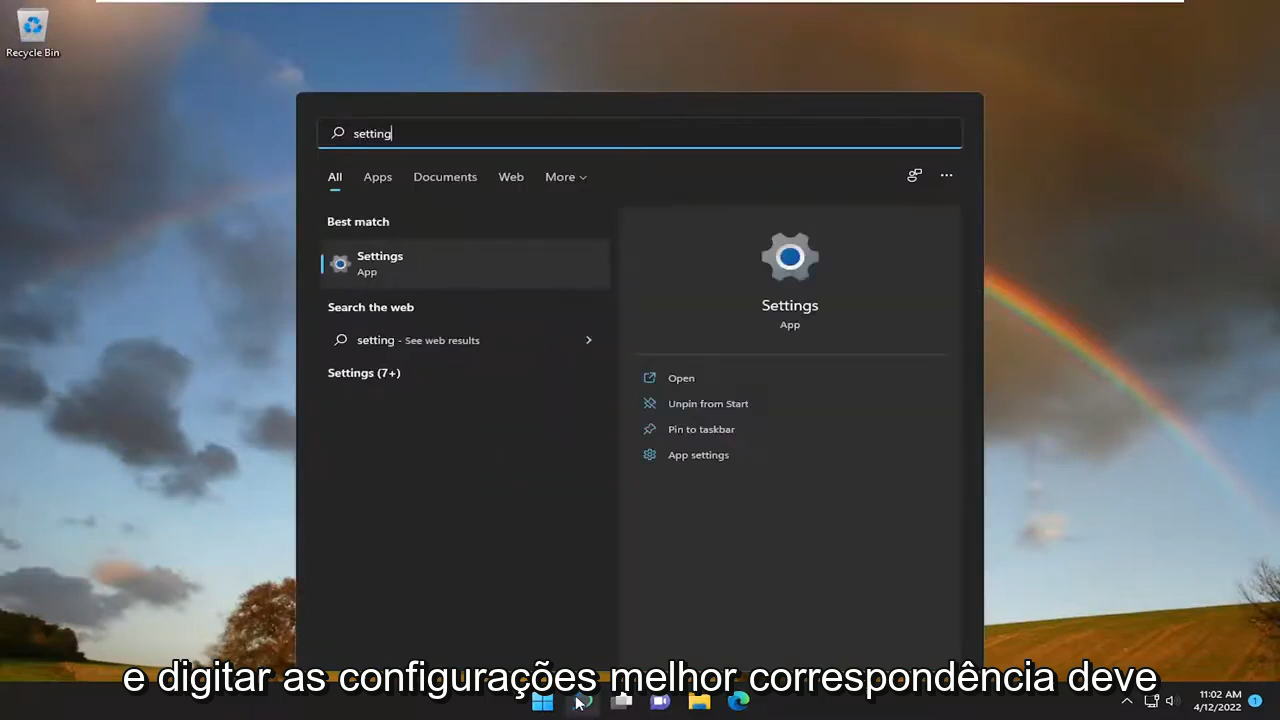 Recycle Bin
setting
All Apps Documents Web More
Best match
Settings
App
Search the web
setting - See web results
Settings (7+)
Settings
App
Open
Unpin from Start
Pin to taskbar
App settings
e digitar as configurações melhor correspondência deve
11:02 AM
4/12/2022
1